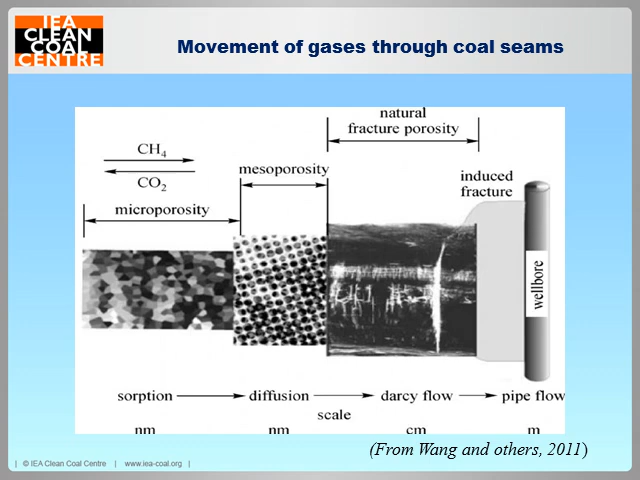 IEA
CLEAN
COAL
CENTRE
Movement of gases through coal seams
natural
fracture porosity
CH₄
CO₂
mesoporosity
induced
fracture
microporosity
wellbore
sorption diffusion darcy flow pipe flow
scale
nm nm cm m
(From Wang and others, 2011)
| © IEA Clean Coal Centre | www.iea-coal.org |